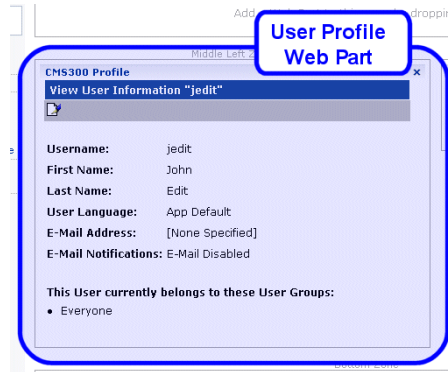 Add
droppi
User Profile
Web Part
Middle Left
CMS300 Profile
×
View User Information "jedit"
Username: jedit
First Name: John
Last Name: Edit
User Language: App Default
E-Mail Address: [None Specified]
E-Mail Notifications: E-Mail Disabled
This User currently belongs to these User Groups:
• Everyone
Bottom Zone